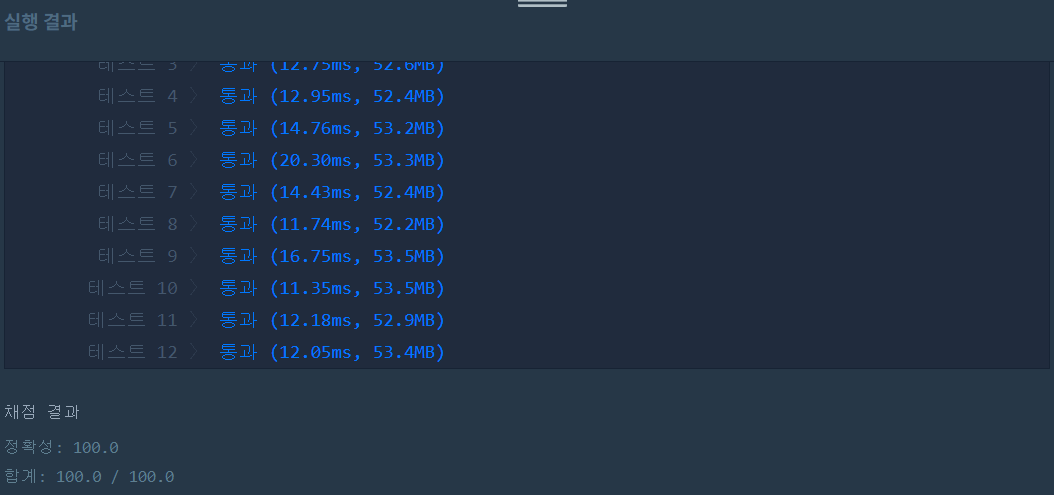 실행 결과
테스트 3 〉 통과 (12.75ms, 52.6MB)
테스트 4 〉 통과 (12.95ms, 52.4MB)
테스트 5 〉 통과 (14.76ms, 53.2MB)
테스트 6 〉 통과 (20.30ms, 53.3MB)
테스트 7 〉 통과 (14.43ms, 52.4MB)
테스트 8 〉 통과 (11.74ms, 52.2MB)
테스트 9 〉 통과 (16.75ms, 53.5MB)
테스트 10 〉 통과 (11.35ms, 53.5MB)
테스트 11 〉 통과 (12.18ms, 52.9MB)
테스트 12 〉 통과 (12.05ms, 53.4MB)
채점 결과
정확성: 100.0
합계: 100.0 / 100.0